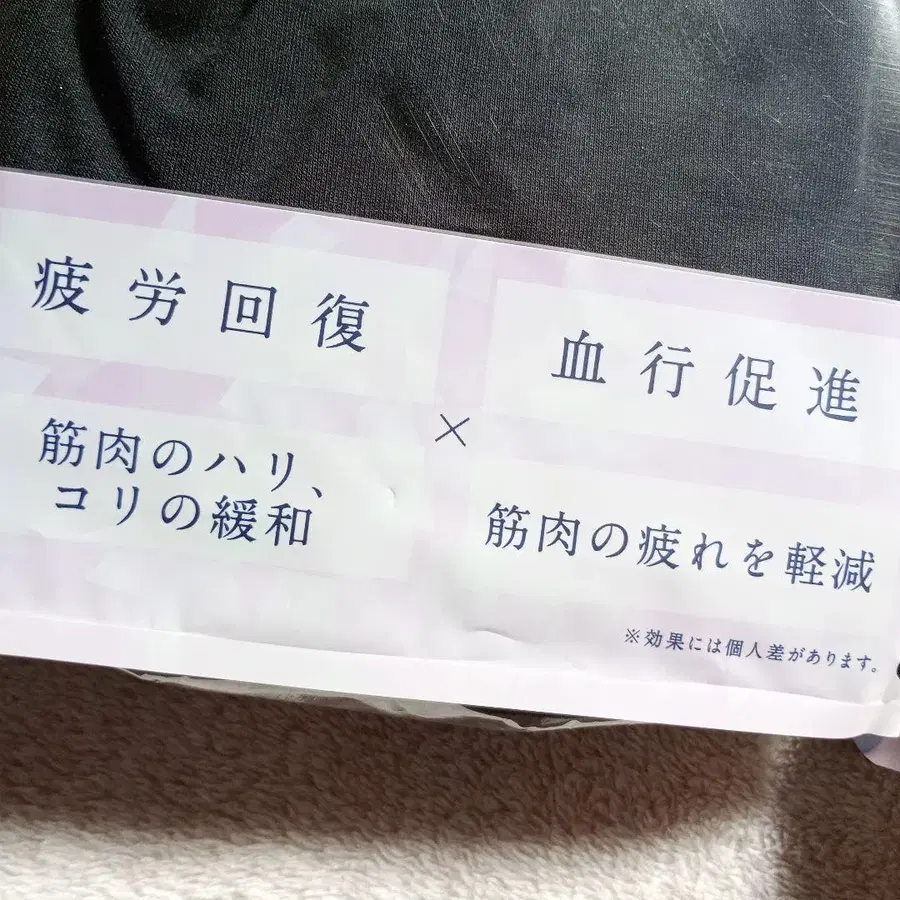 疲労回復
血行促進
筋肉のハリ、
コリの緩和
×
筋肉の疲れを軽減
※効果には個人差があります。